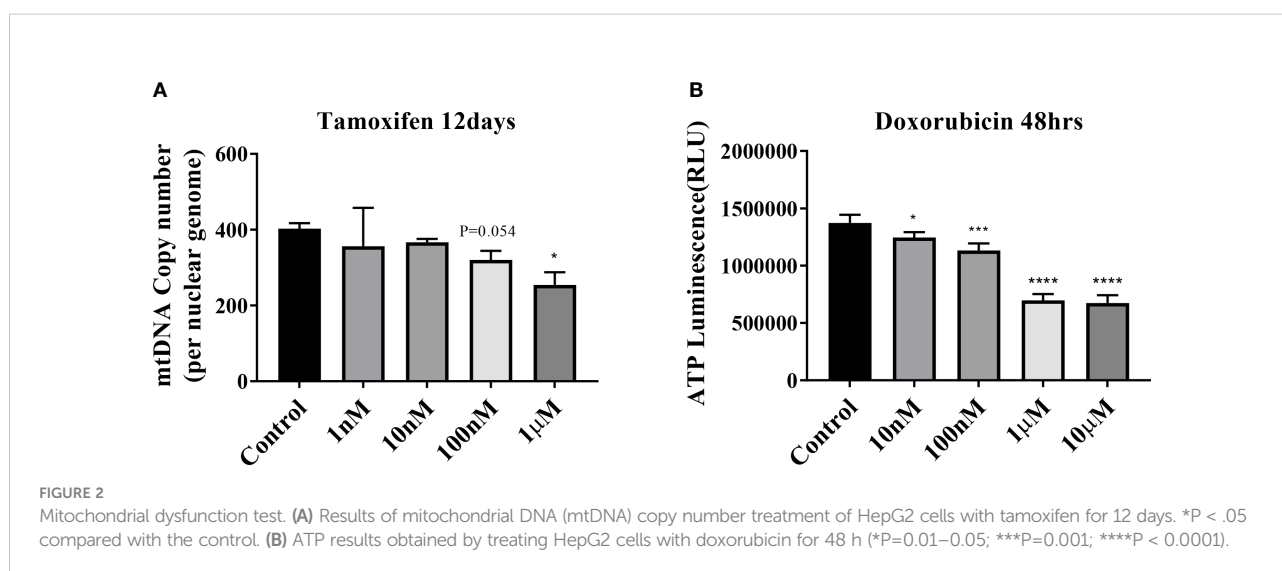 A
Tamoxifen 12days
mtDNA Copy number
(per nuclear genome)
600
400
200
0
P=0.054
*
Control
1nM
10nM
100nM
1μM
B
Doxorubicin 48hrs
ATP Luminescence(RLU)
2000000
1500000
1000000
500000
0
*
***
****
****
Control
10nM
100nM
1μM
10μM
FIGURE 2
Mitochondrial dysfunction test. (A) Results of mitochondrial DNA (mtDNA) copy number treatment of HepG2 cells with tamoxifen for 12 days. *P < .05
compared with the control. (B) ATP results obtained by treating HepG2 cells with doxorubicin for 48 h (*P=0.01–0.05; ***P=0.001; ****P < 0.0001).